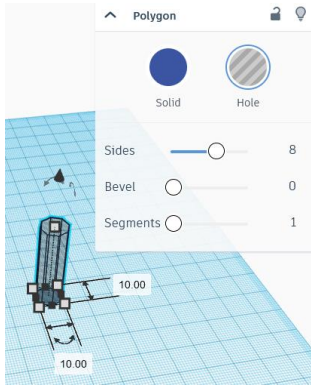 Polygon
Solid
Hole
Sides 8
Bevel 0
Segments 1
10.00
10.00